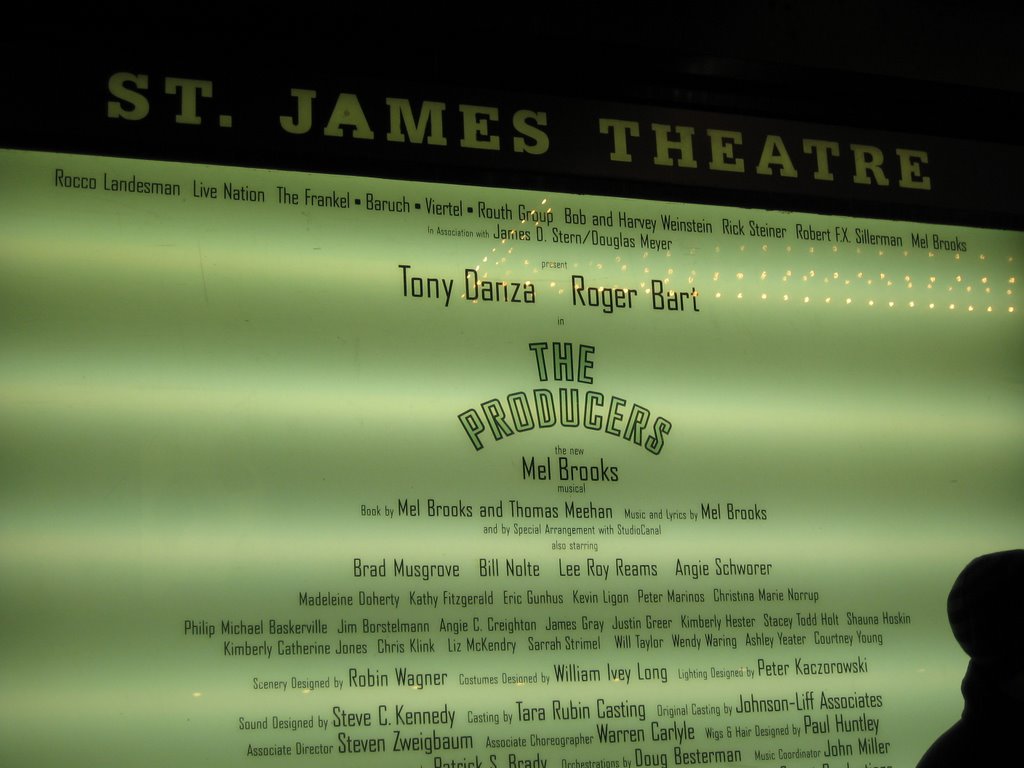 ST. JAMES THEATRE
Rocco Landesman Live Nation The Frankel ▪ Baruch ▪ Viertel ▪ Routh Group Bob and Harvey Weinstein Rick Steiner Robert F.X. Sillerman Mel Brooks
In Association with James D. Stern/Douglas Meyer
present
Tony Danza Roger Bart
in
THE
PRODUCERS
the new
Mel Brooks
musical
Book by Mel Brooks and Thomas Meehan Music and Lyrics by Mel Brooks
and by Special Arrangement with StudioCanal
also starring
Brad Musgrove Bill Nolte Lee Roy Reams Angie Schworer
Madeleine Doherty Kathy Fitzgerald Eric Gunhus Kevin Ligon Peter Marinos Christina Marie Norrup
Philip Michael Baskerville Jim Borstelmann Angie C. Creighton James Gray Justin Greer Kimberly Hester Stacey Todd Holt Shauna Hoskin
Kimberly Catherine Jones Chris Klink Liz McKendry Sarrah Strimel Will Taylor Wendy Waring Ashley Yeater Courtney Young
Scenery Designed by Robin Wagner Costumes Designed by William Ivey Long Lighting Designed by Peter Kaczorowski
Sound Designed by Steve C. Kennedy Casting by Tara Rubin Casting Original Casting by Johnson-Liff Associates
Associate Director Steven Zweigbaum Associate Choreographer Warren Carlyle Wigs & Hair Designed by Paul Huntley
Patrick S. Brady Orchestrations by Doug Besterman Music Coordinator John Miller